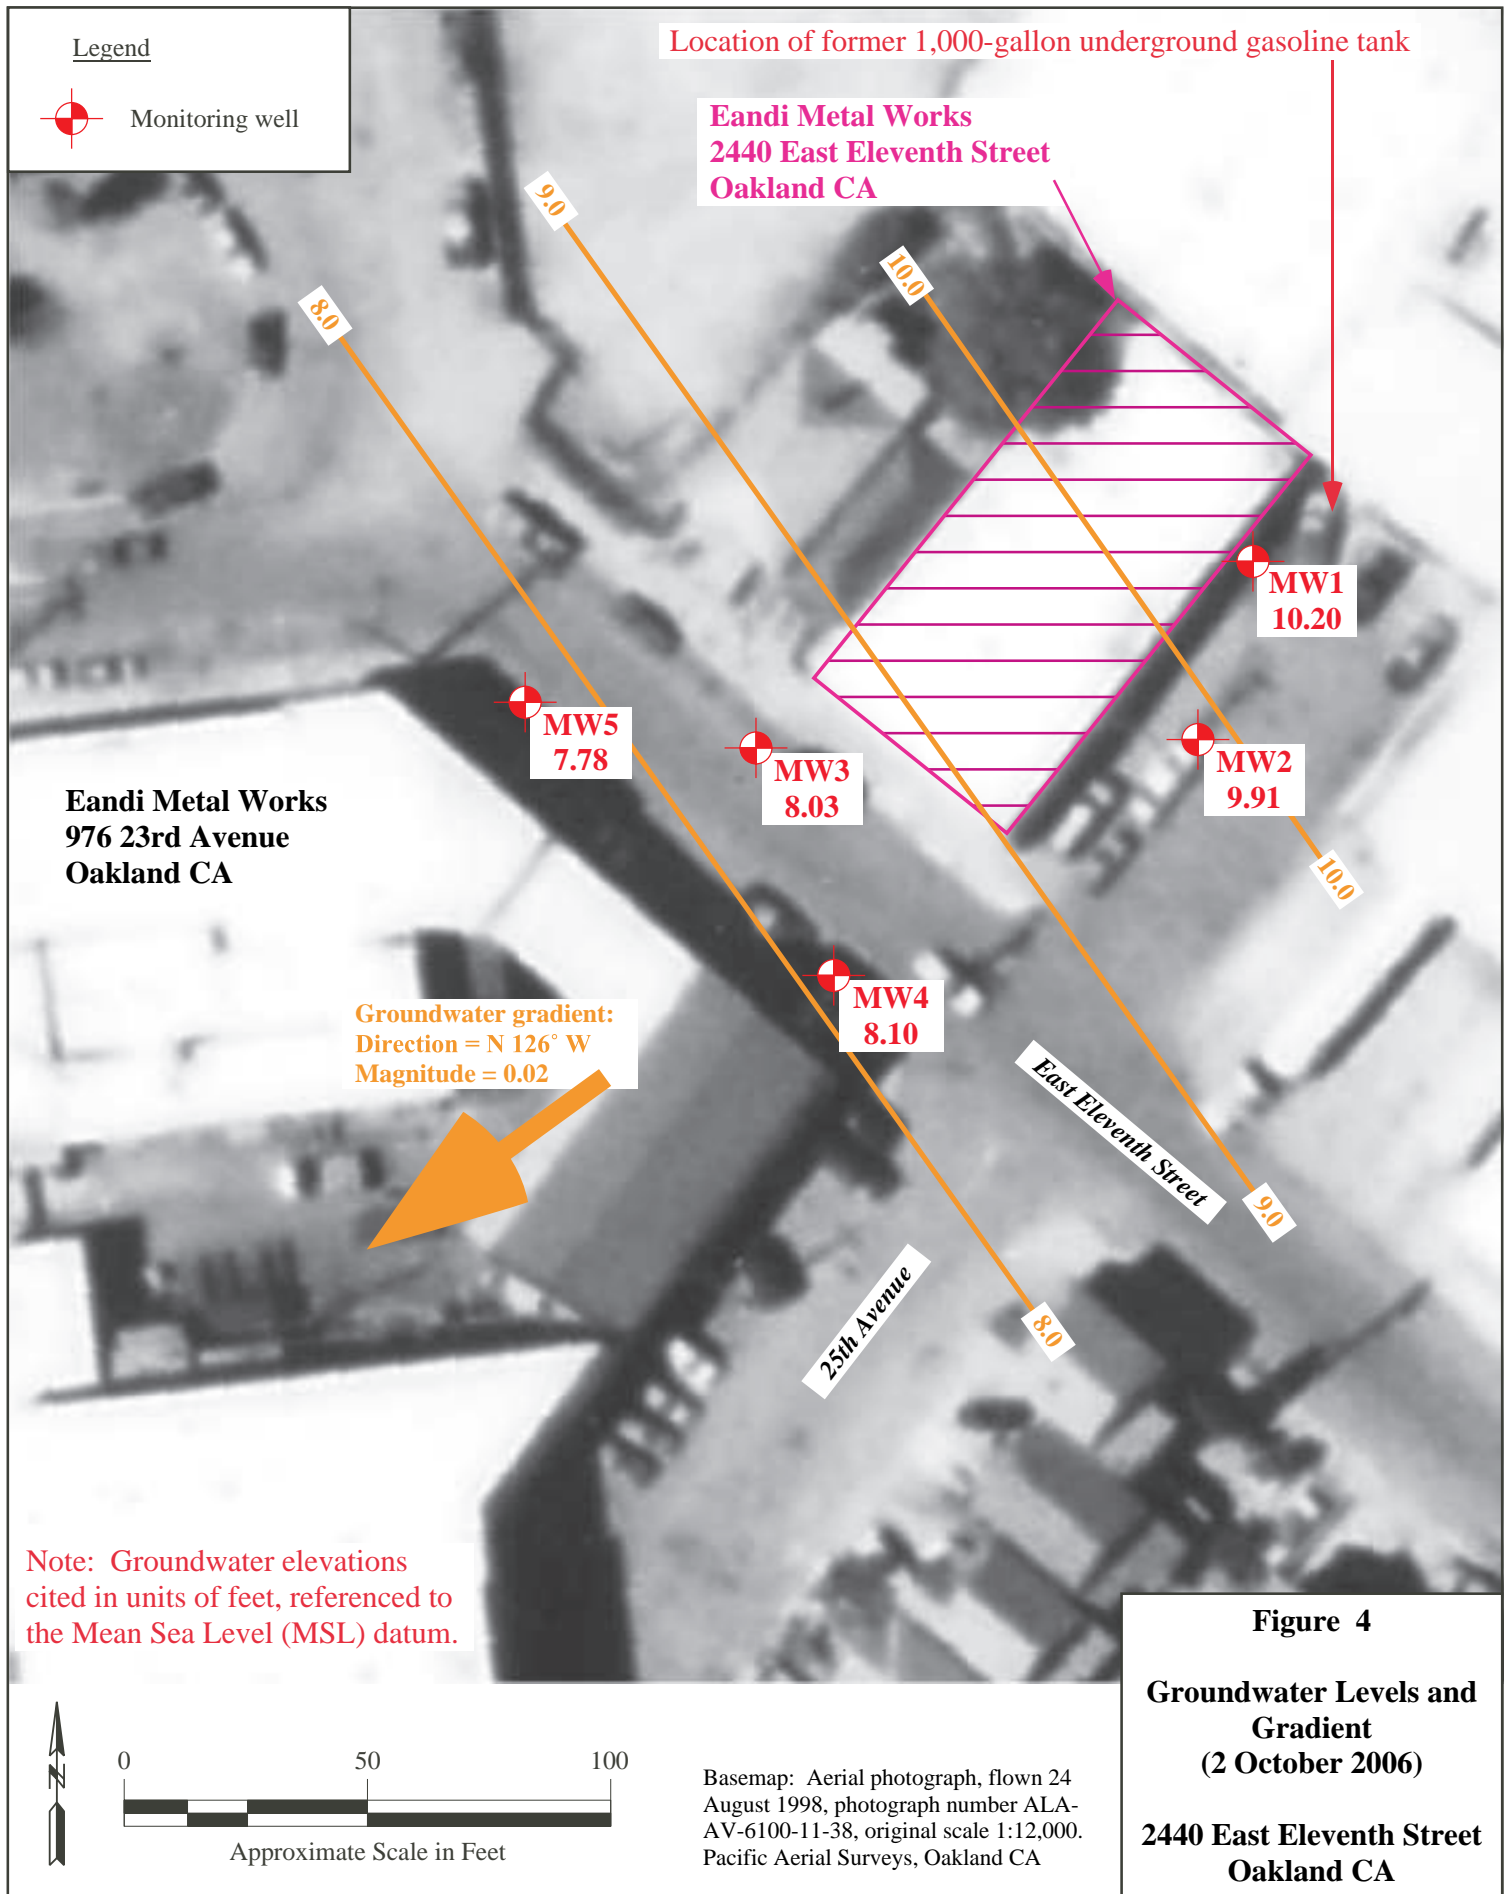 Legend
Monitoring well
Location of former 1,000-gallon underground gasoline tank
Eandi Metal Works
2440 East Eleventh Street
Oakland CA
9.0
10.0
8.0
MW1
10.20
MW5
7.78
MW3
8.03
MW2
9.91
Eandi Metal Works
976 23rd Avenue
Oakland CA
10.0
MW4
8.10
Groundwater gradient:
Direction = N 126° W
Magnitude = 0.02
East Eleventh Street
9.0
25th Avenue
8.0
Note: Groundwater elevations
cited in units of feet, referenced to
the Mean Sea Level (MSL) datum.
N
0 50 100
Approximate Scale in Feet
Basemap: Aerial photograph, flown 24
August 1998, photograph number ALA-
AV-6100-11-38, original scale 1:12,000.
Pacific Aerial Surveys, Oakland CA
Figure 4
Groundwater Levels and
Gradient
(2 October 2006)
2440 East Eleventh Street
Oakland CA